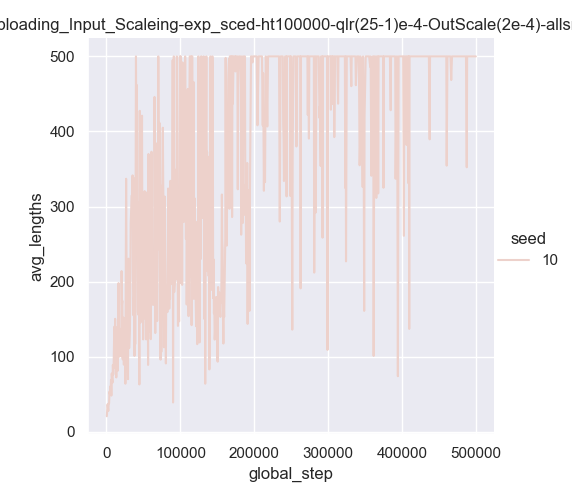 ploading_Input_Scaleing-exp_sced-ht100000-qlr(25-1)e-4-OutScale(2e-4)-alls
500
400
300
200
100
0
avg_lengths
0 100000 200000 300000 400000 500000
global_step
seed
10